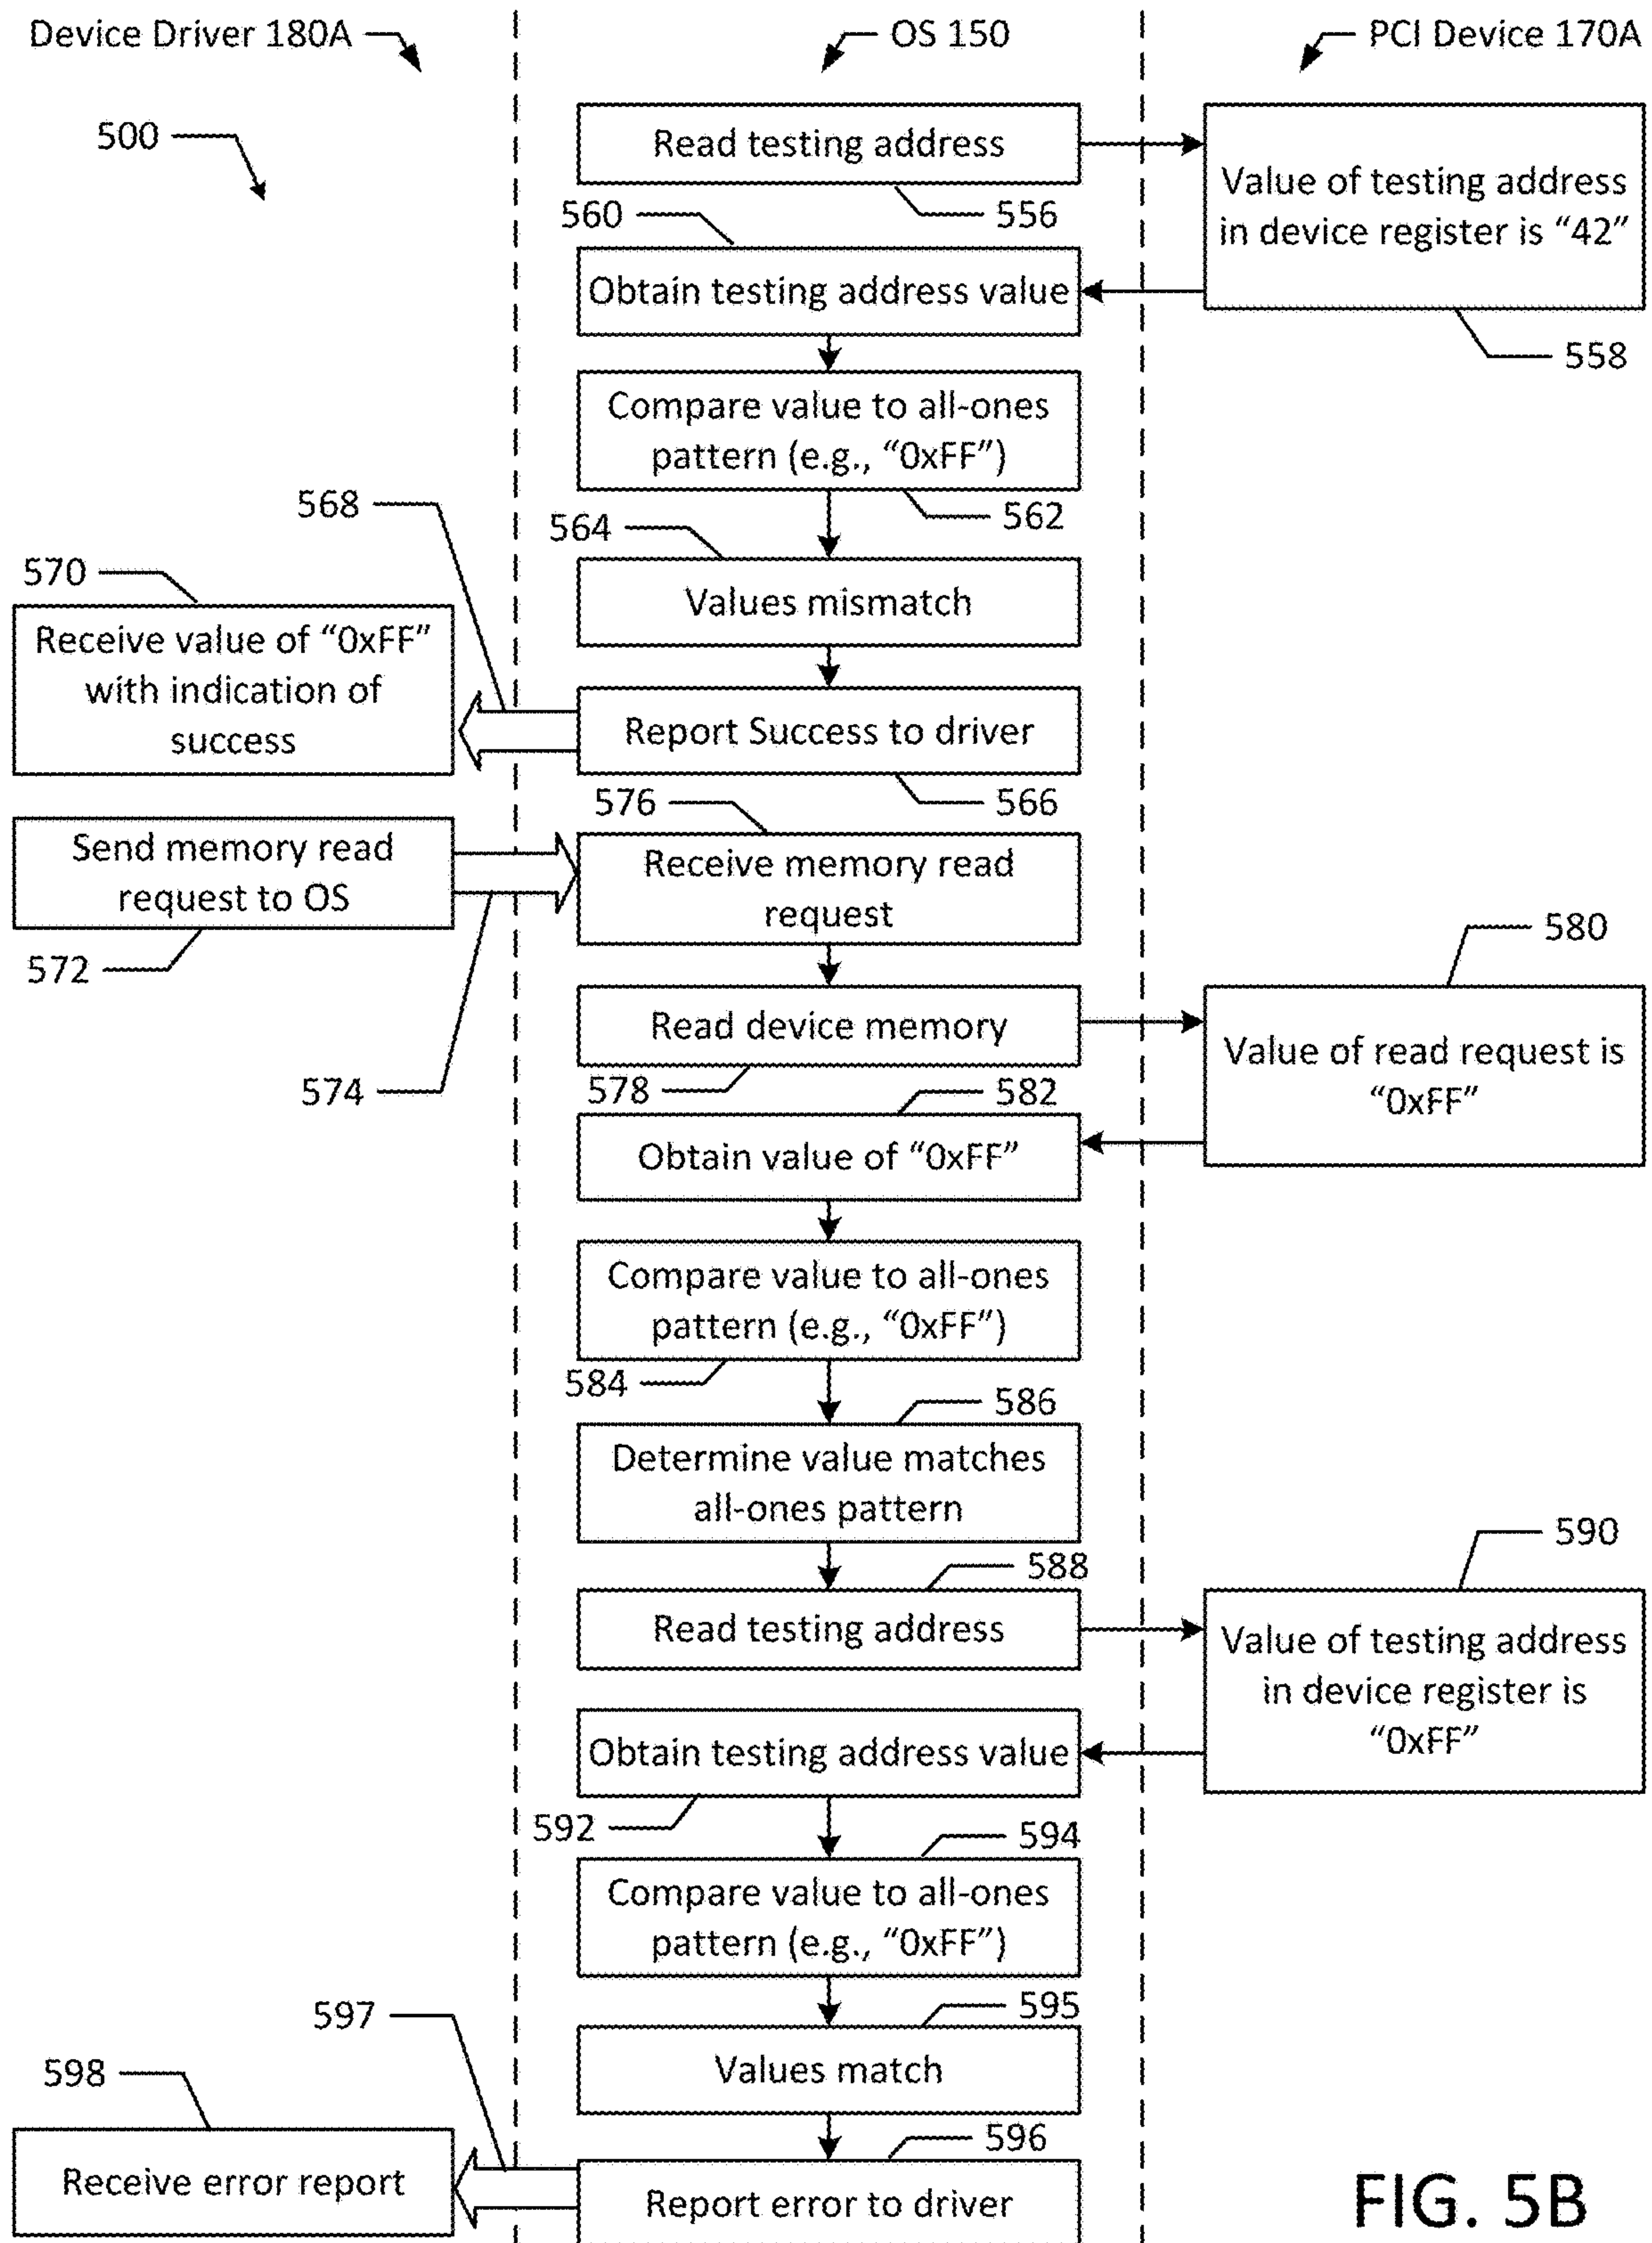 Device Driver 180A
OS 150
PCI Device 170A
500
Read testing address
556
Value of testing address
in device register is “42”
558
560
Obtain testing address value
Compare value to all-ones
pattern (e.g., “0xFF”)
562
568
564
Values mismatch
570
Receive value of “0xFF”
with indication of
success
Report Success to driver
566
576
Send memory read
request to OS
572
Receive memory read
request
574
Read device memory
578
580
Value of read request is
“0xFF”
582
Obtain value of “0xFF”
Compare value to all-ones
pattern (e.g., “0xFF”)
584
586
Determine value matches
all-ones pattern
588
Read testing address
590
Value of testing address
in device register is
“0xFF”
Obtain testing address value
592
594
Compare value to all-ones
pattern (e.g., “0xFF”)
597
595
Values match
598
Receive error report
596
Report error to driver
FIG. 5B